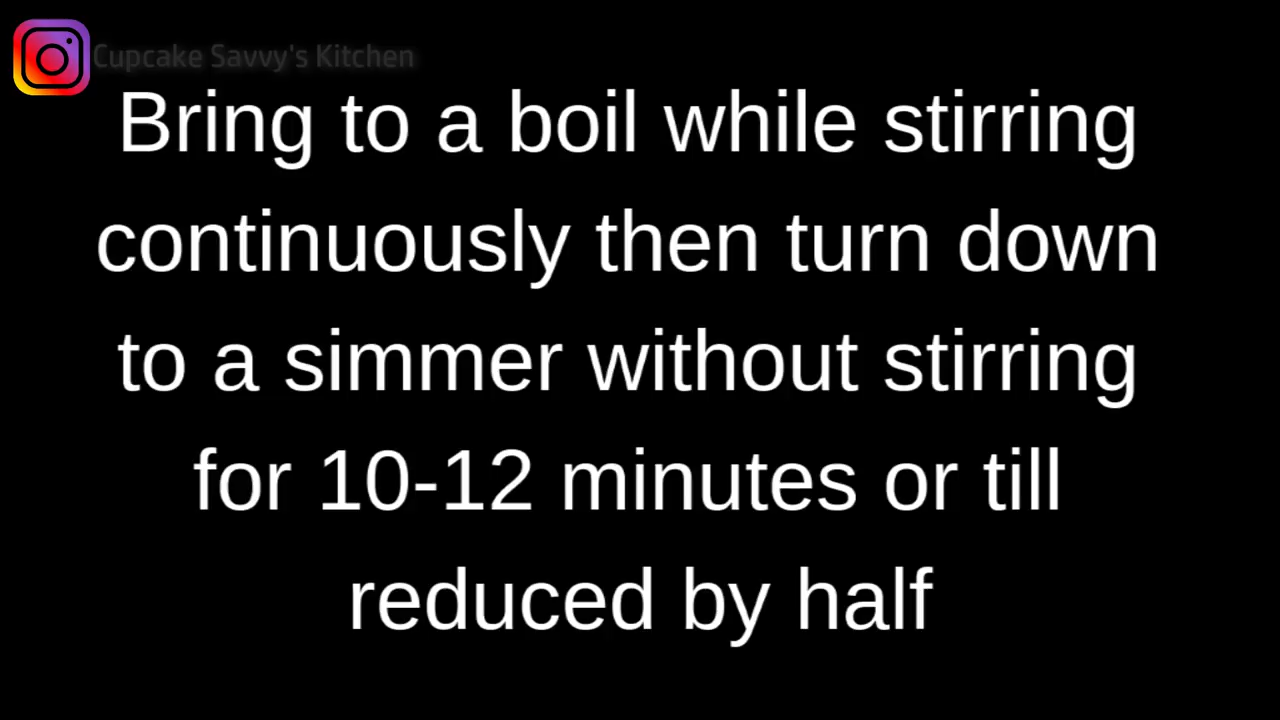 Cupcake Savvy's Kitchen
Bring to a boil while stirring
continuously then turn down
to a simmer without stirring
for 10-12 minutes or till
reduced by half